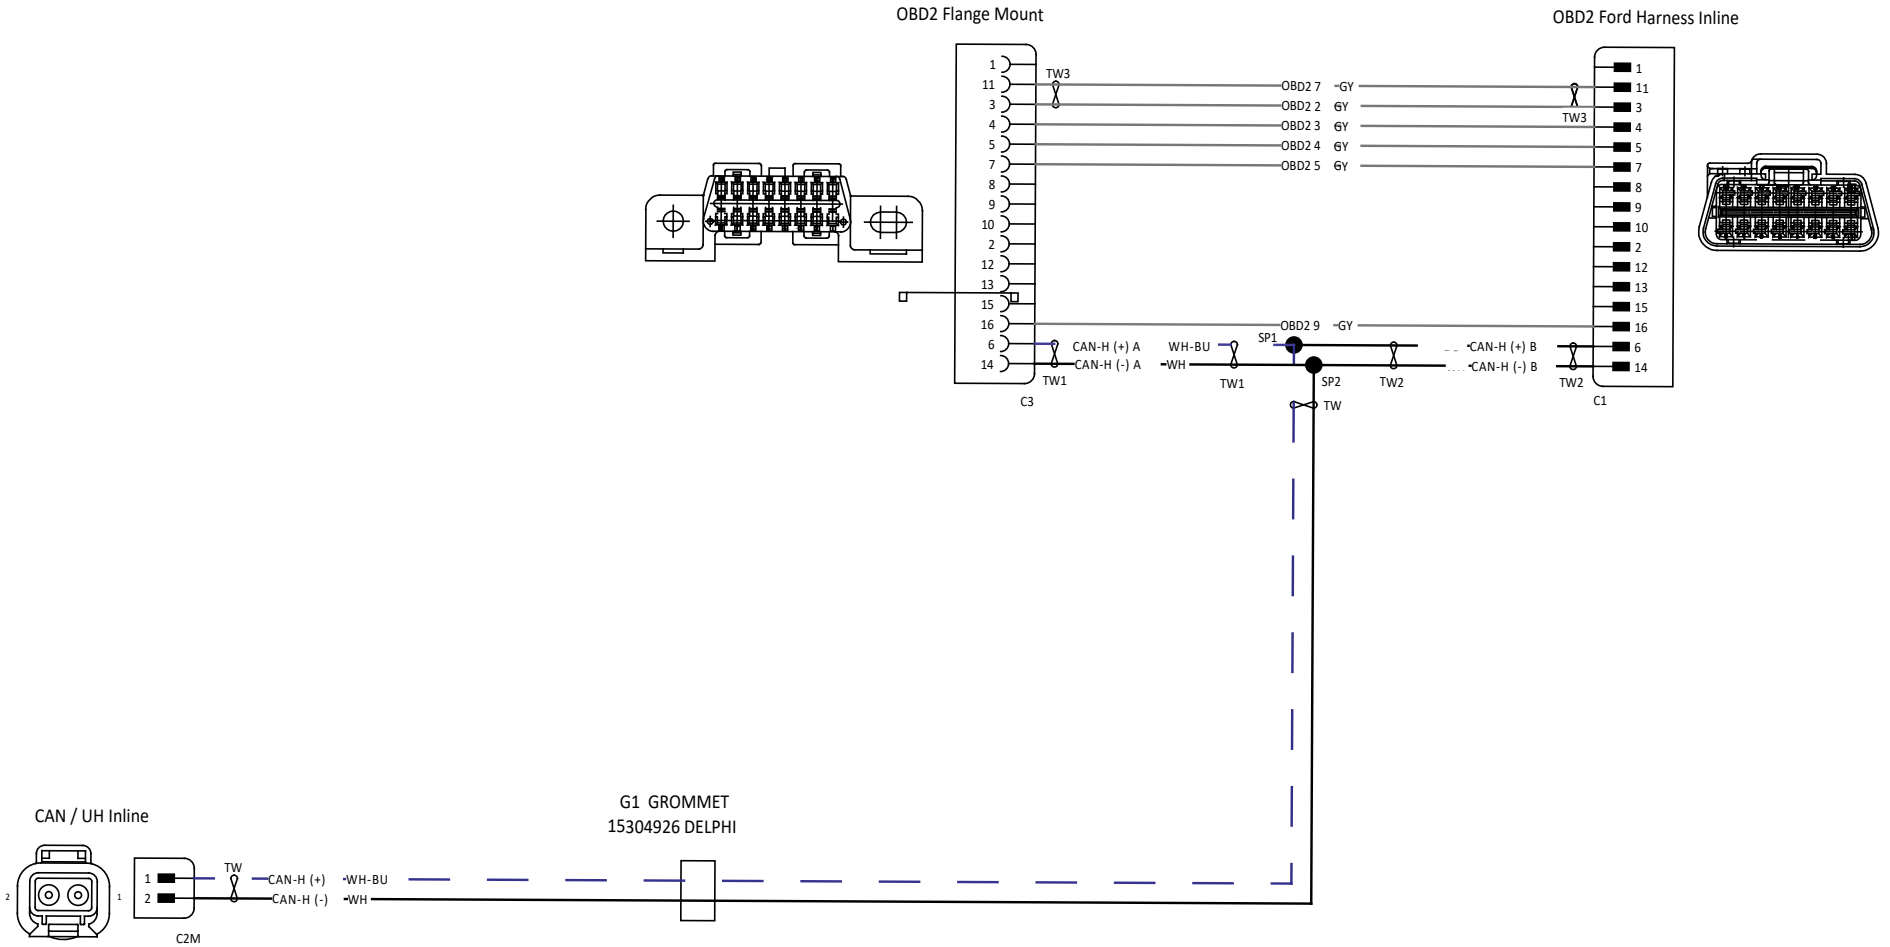 OBD2 Flange Mount
OBD2 Ford Harness Inline
1
11
3
4
5
7
8
9
10
2
12
13
15
16
6
14
C3
TW3
OBD2 7 -GY
OBD2 2 GY
OBD2 3 GY
OBD2 4 GY
OBD2 5 GY
OBD2 9 -GY
TW3
1
11
3
4
5
7
8
9
10
2
12
13
15
16
6
14
C1
CAN-H (+) A WH-BU
CAN-H (-) A -WH
TW1
TW1
SP1
SP2
TW2
CAN-H (+) B
CAN-H (-) B
TW2
TW
G1 GROMMET
15304926 DELPHI
CAN / UH Inline
2
1
1
2
C2M
TW
CAN-H (+) -WH-BU
CAN-H (-) -WH